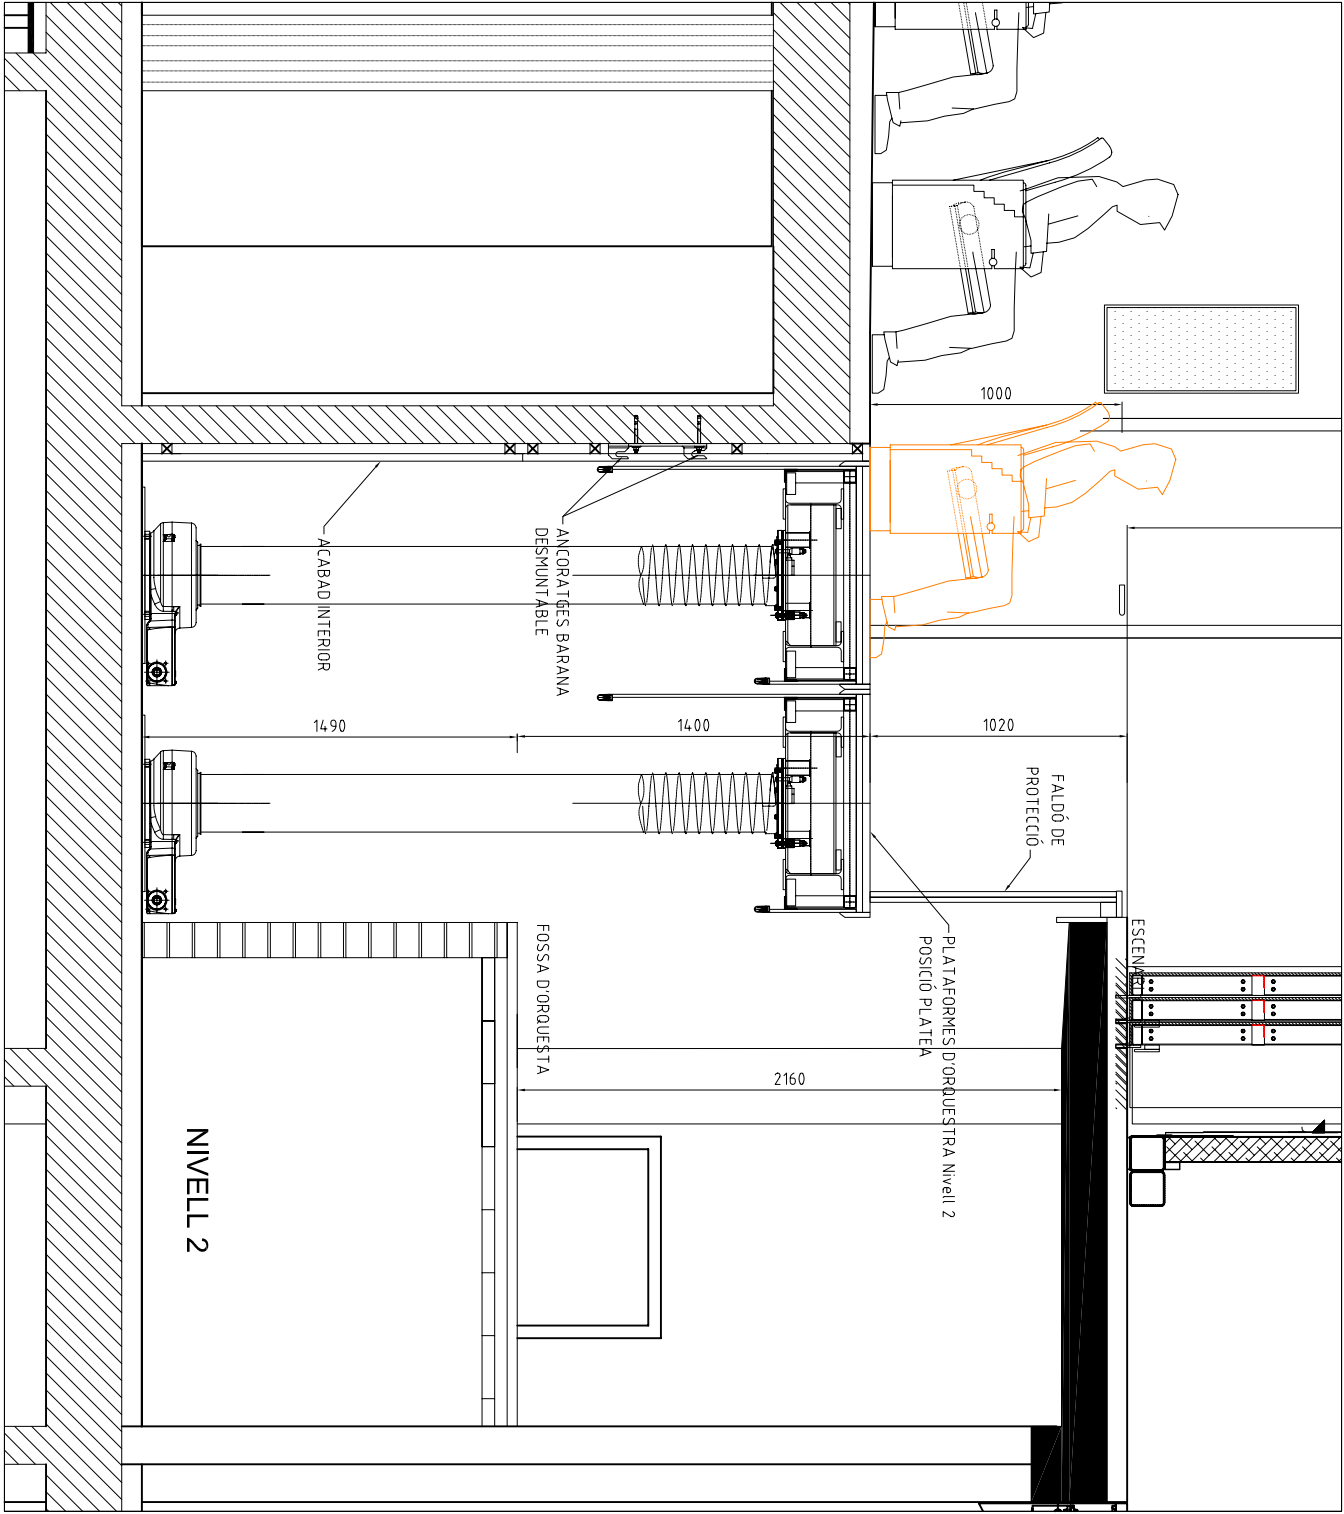 ESCENARI
FALDÓ DE
PROTECCIÓ
PLATAFORMES D'ORQUESTRA Nivell 2
POSICIÓ PLATEA
1000
1020
2160
1400
1490
ANCORATGES BARANA
DESMUNTABLE
FOSSA D'ORQUESTA
ACABAD INTERIOR
NIVELL 2